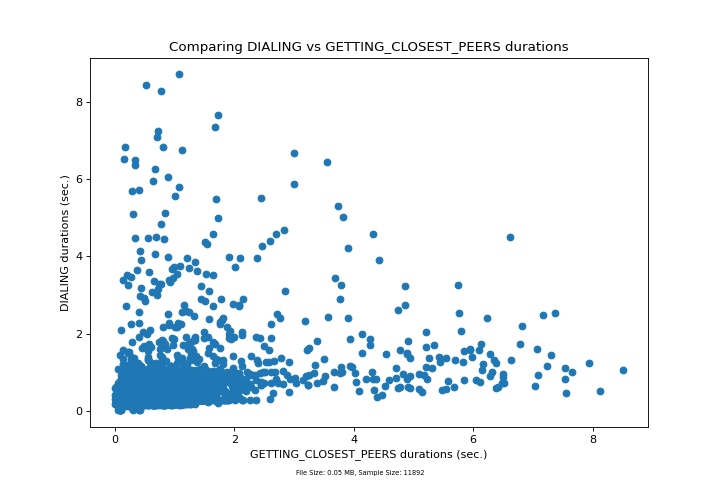 Comparing DIALING vs GETTING_CLOSEST_PEERS durations
DIALING durations (sec.)
8
6
4
2
0
0 2 4 6 8
GETTING_CLOSEST_PEERS durations (sec.)
File Size: 0.05 MB, Sample Size: 11892